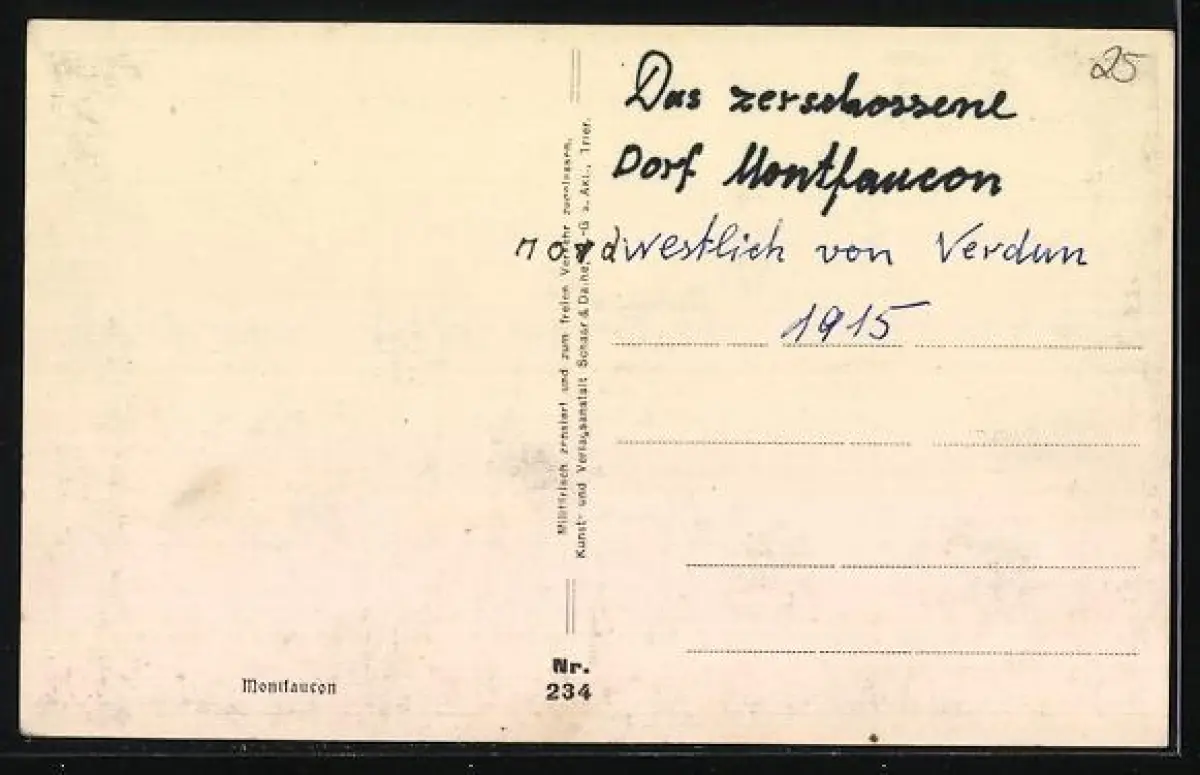 25
Das zerschossene
Dorf Montfaucon
nordwestlich von Verdun
1915
Militärisch zensiert und zum freien Verkehr zugelassen.
Kunst- und Verlagsanstalt Schaar & Dathe, -G a. Akt., Trier.
Nr.
234
Montfaucon